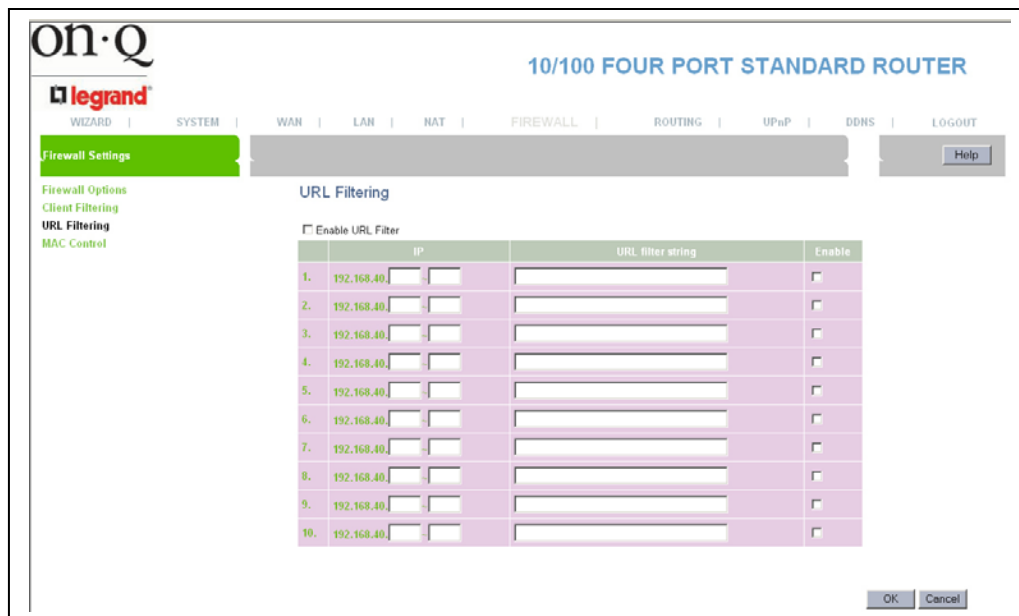 on·Q
10/100 FOUR PORT STANDARD ROUTER
legrand®
WIZARD | SYSTEM | WAN | LAN | NAT | FIREWALL | ROUTING | UPnP | DDNS | LOGOUT
Firewall Settings
Help
Firewall Options
Client Filtering
URL Filtering
MAC Control
URL Filtering
Enable URL Filter
IP URL filter string Enable
1. 192.168.40. -
2. 192.168.40. -
3. 192.168.40. -
4. 192.168.40. -
5. 192.168.40. -
6. 192.168.40. -
7. 192.168.40. -
8. 192.168.40. -
9. 192.168.40. -
10. 192.168.40. -
OK Cancel